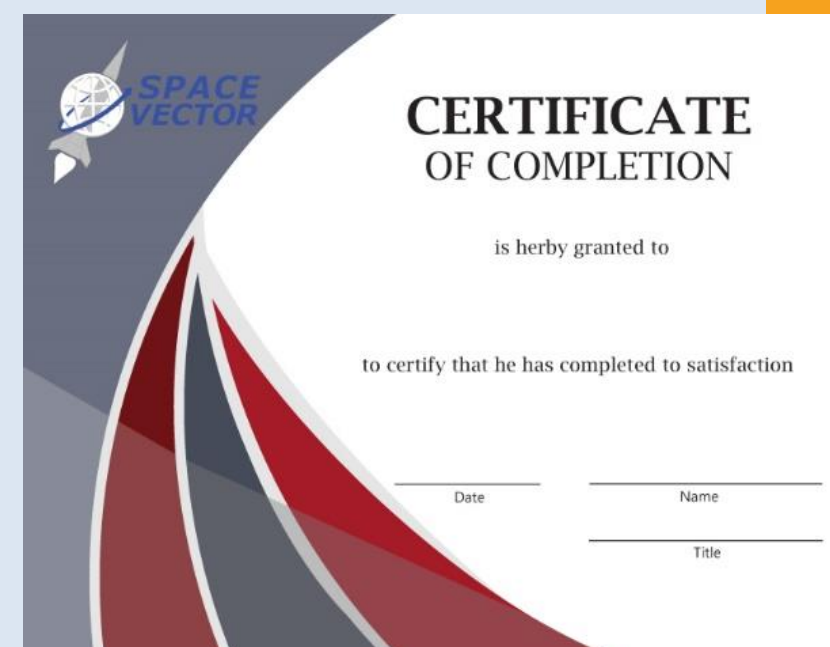 SPACE
VECTOR
CERTIFICATE
OF COMPLETION
is herby granted to
to certify that he has completed to satisfaction
Date
Name
Title